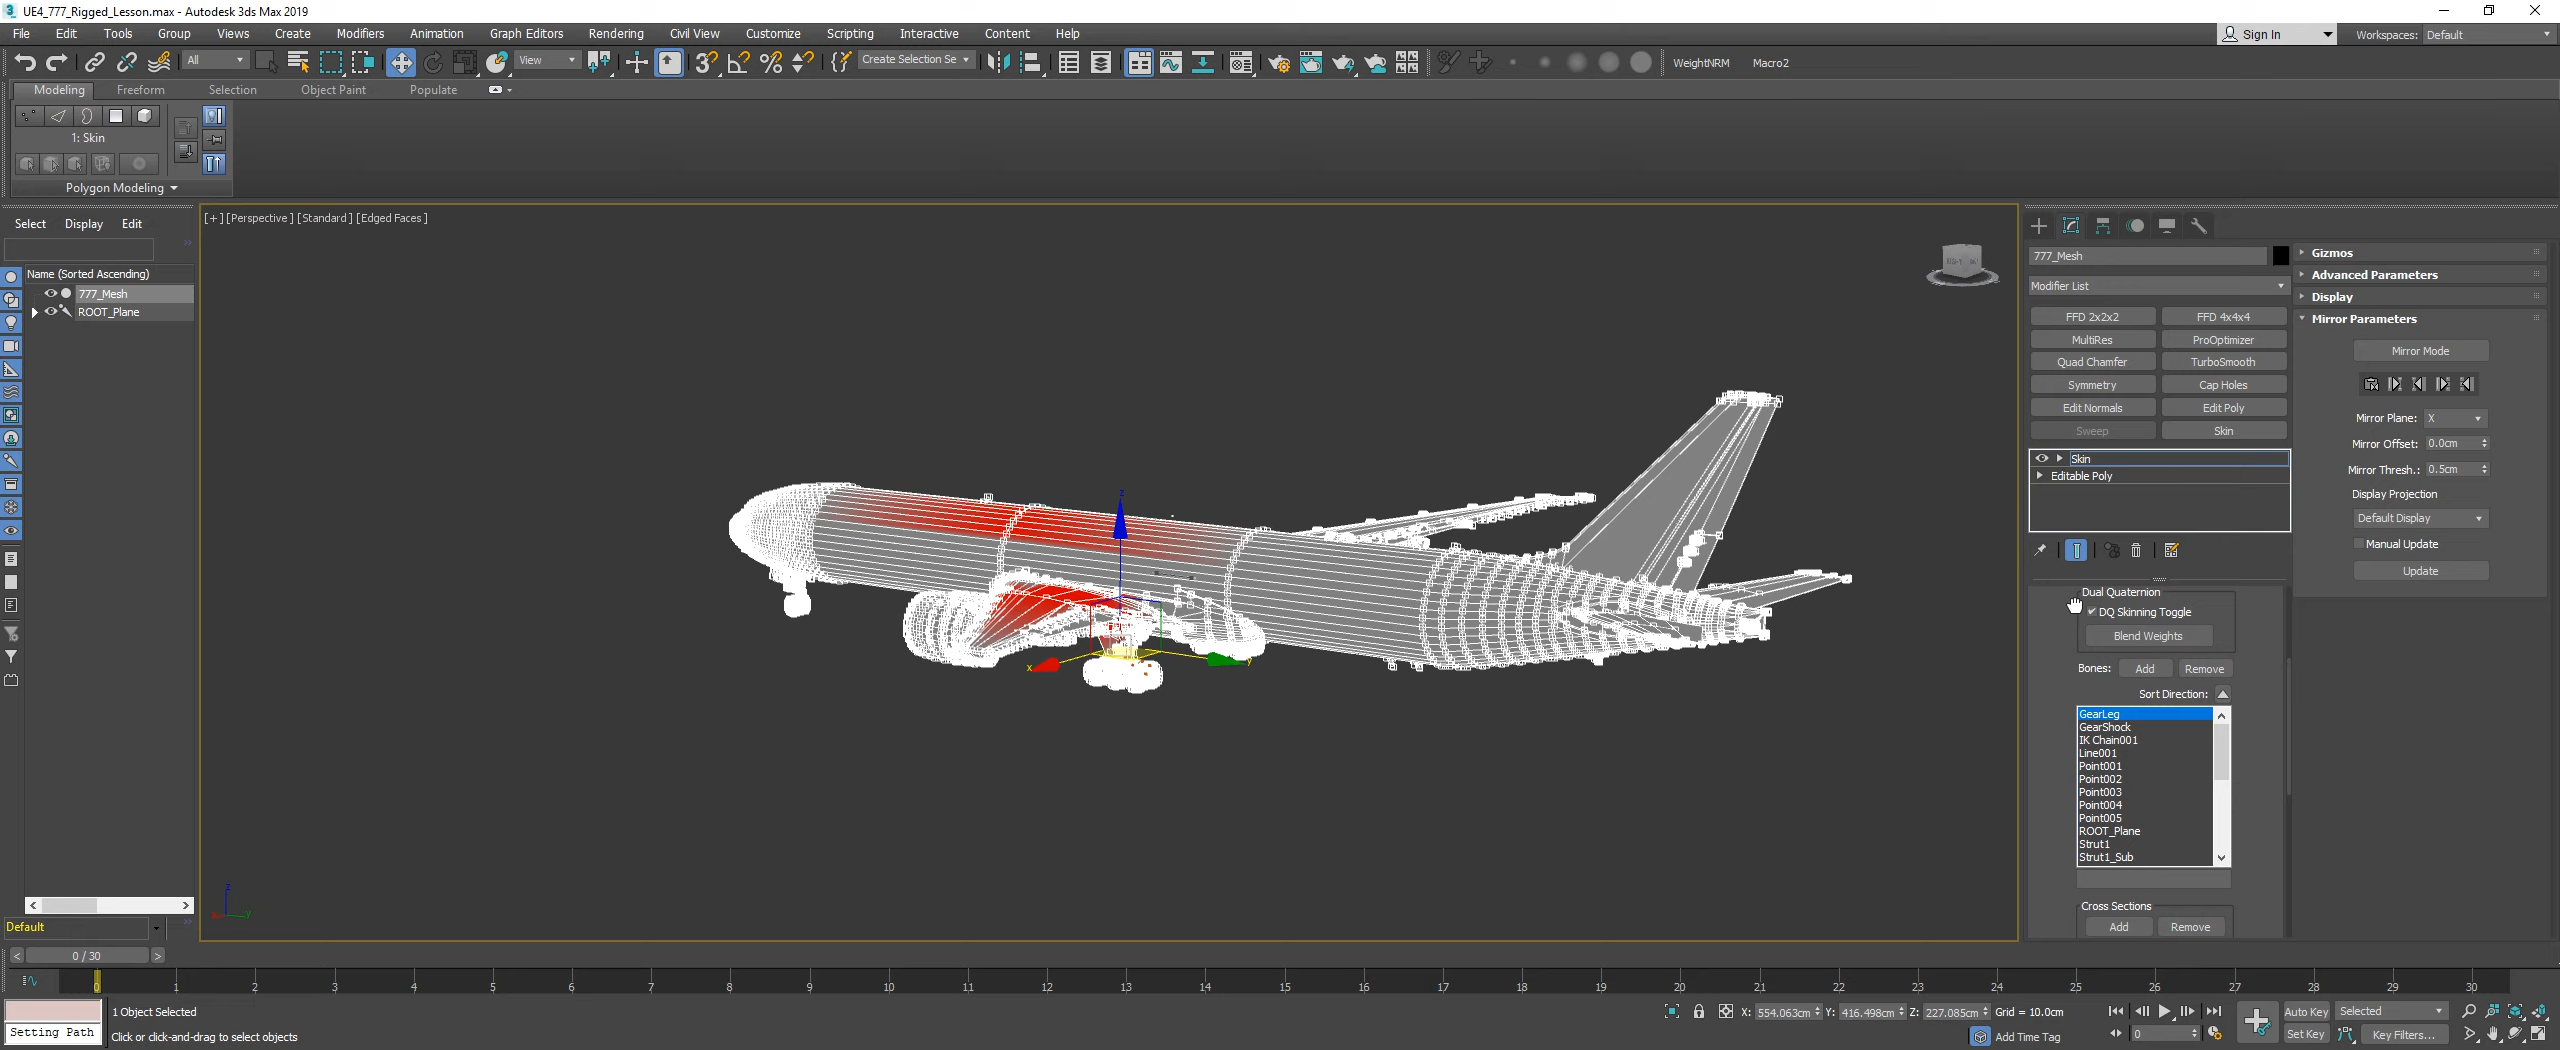 UE4_777_Rigged_Lesson.max - Autodesk 3ds Max 2019
File Edit Tools Group Views Create Modifiers Animation Graph Editors Rendering Civil View Customize Scripting Interactive Content Help
Sign In
Workspaces: Default
All
View
Create Selection Se
WeightNRM Macro2
Modeling Freeform Selection Object Paint Populate
1: Skin
Polygon Modeling
Select Display Edit
Name (Sorted Ascending)
777_Mesh
ROOT_Plane
[+] [Perspective] [Standard] [Edged Faces]
z
x
y
z
y
777_Mesh
Modifier List
FFD 2x2x2 FFD 4x4x4
MultiRes ProOptimizer
Quad Chamfer TurboSmooth
Symmetry Cap Holes
Edit Normals Edit Poly
Sweep Skin
Skin
Editable Poly
Dual Quaternion
DQ Skinning Toggle
Blend Weights
Bones: Add Remove
Sort Direction:
GearLeg
GearShock
IK Chain001
Line001
Point001
Point002
Point003
Point004
Point005
ROOT_Plane
Strut1
Strut1_Sub
Cross Sections
Add Remove
Gizmos
Advanced Parameters
Display
Mirror Parameters
Mirror Mode
Mirror Plane: X
Mirror Offset: 0.0cm
Mirror Thresh.: 0.5cm
Display Projection
Default Display
Manual Update
Update
Default
0 / 30
0 1 2 3 4 5 6 7 8 9 10 11 12 13 14 15 16 17 18 19 20 21 22 23 24 25 26 27 28 29 30
Setting Path
1 Object Selected
Click or click-and-drag to select objects
X: 554.063cm Y: 416.498cm Z: 227.085cm Grid = 10.0cm
Add Time Tag
0
Auto Key Selected
Set Key Key Filters...